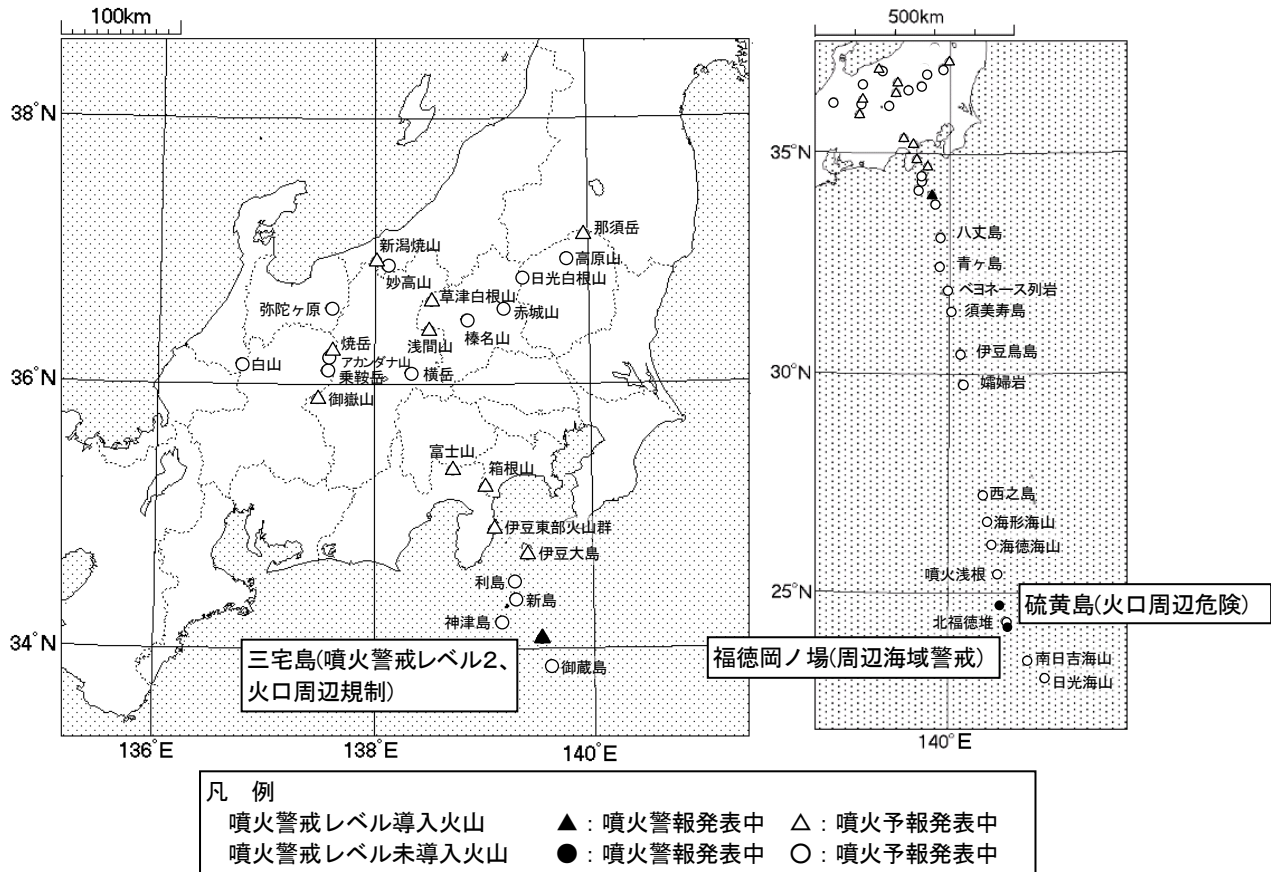 100km
38°N
36°N
34°N
136°E
138°E
140°E
那須岳
新潟焼山
高原山
妙高山
日光白根山
草津白根山
弥陀ヶ原
赤城山
榛名山
浅間山
焼岳
アカンダナ山
白山
乗鞍岳
横岳
御嶽山
富士山
箱根山
伊豆東部火山群
伊豆大島
利島
新島
神津島
御蔵島
三宅島(噴火警戒レベル2、
火口周辺規制)
500km
35°N
30°N
25°N
140°E
八丈島
青ヶ島
ベヨネース列岩
須美寿島
伊豆鳥島
孀婦岩
西之島
海形海山
海徳海山
噴火浅根
硫黄島(火口周辺危険)
北福徳堆
福徳岡ノ場(周辺海域警戒)
南日吉海山
日光海山
凡 例
噴火警戒レベル導入火山 ▲:噴火警報発表中 △:噴火予報発表中
噴火警戒レベル未導入火山 ●:噴火警報発表中 ○:噴火予報発表中